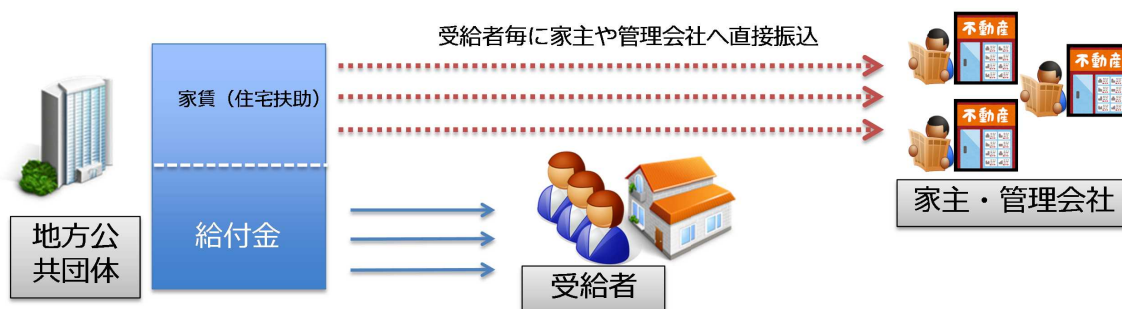 受給者毎に家主や管理会社へ直接振込
家賃（住宅扶助）
給付金
地方公
共団体
受給者
不動産
不動産
不動産
家主・管理会社